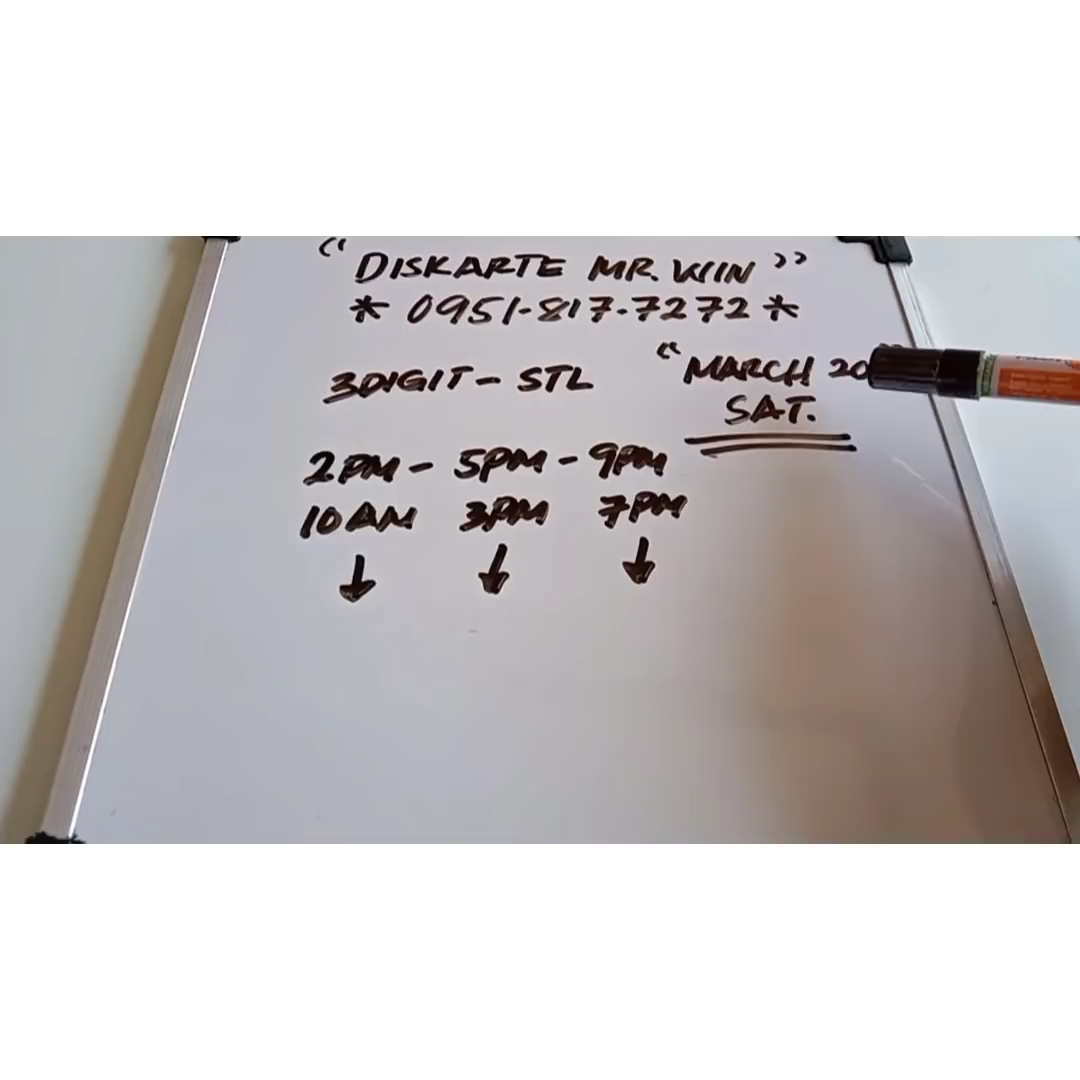 “DISKARTE MR. WIN”
* 0951-817-7272 *
3DIGIT - STL
“MARCH 20
SAT.
2PM - 5PM - 9PM
10AM 3PM 7PM